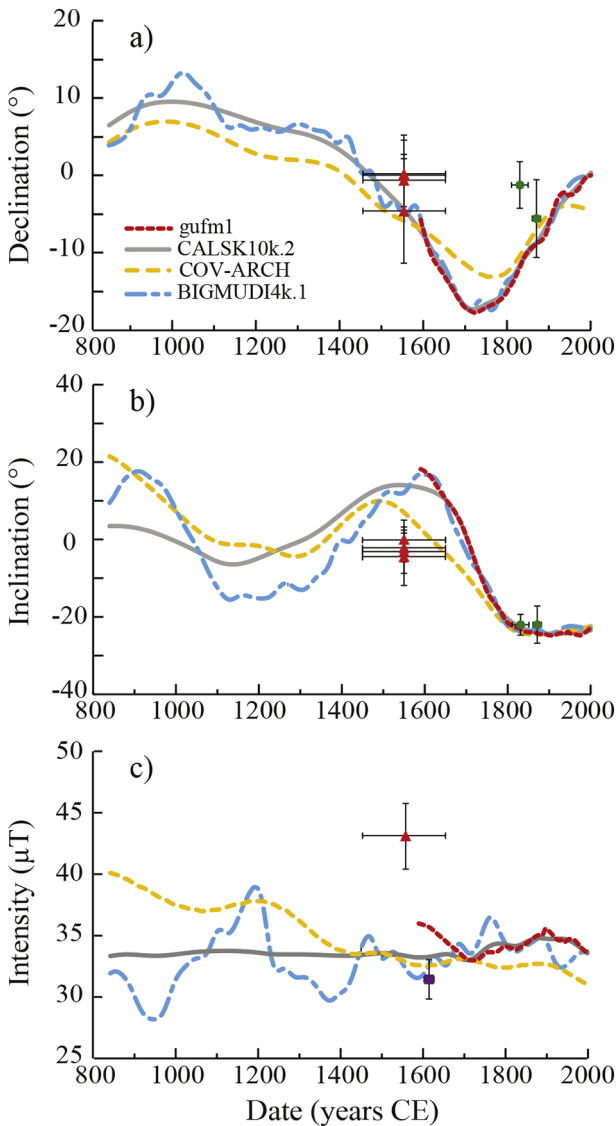 a)
Declination (°)
20
10
0
-10
-20
gufm1
CALSK10k.2
COV-ARCH
BIGMUDI4k.1
800 1000 1200 1400 1600 1800 2000
b)
Inclination (°)
40
20
0
-20
-40
800 1000 1200 1400 1600 1800 2000
c)
Intensity (μT)
50
45
40
35
30
25
800 1000 1200 1400 1600 1800 2000
Date (years CE)